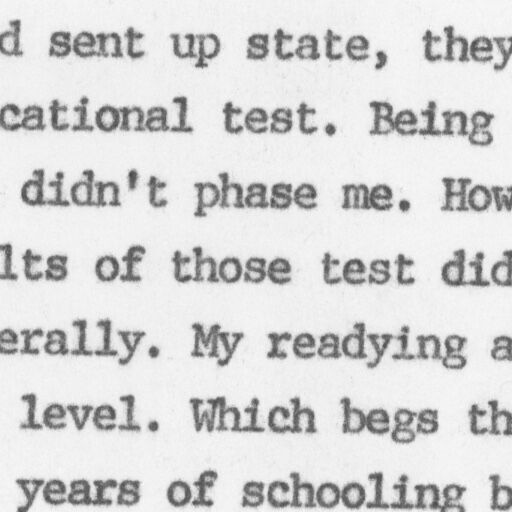 d sent up state, they
cational test. Being
didn't phase me. How
lts of those test did
erally. My readying a
level. Which begs th
years of schooling b